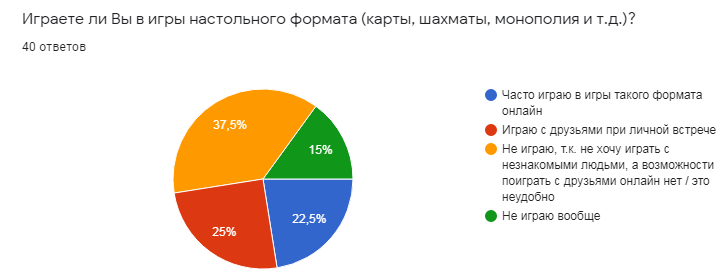 Играете ли Вы в игры настольного формата (карты, шахматы, монополия и т.д.)?
40 ответов
37,5%
15%
25%
22,5%
Часто играю в игры такого формата
онлайн
Играю с друзьями при личной встрече
Не играю, т.к. не хочу играть с
незнакомыми людьми, а возможности
поиграть с друзьями онлайн нет / это
неудобно
Не играю вообще